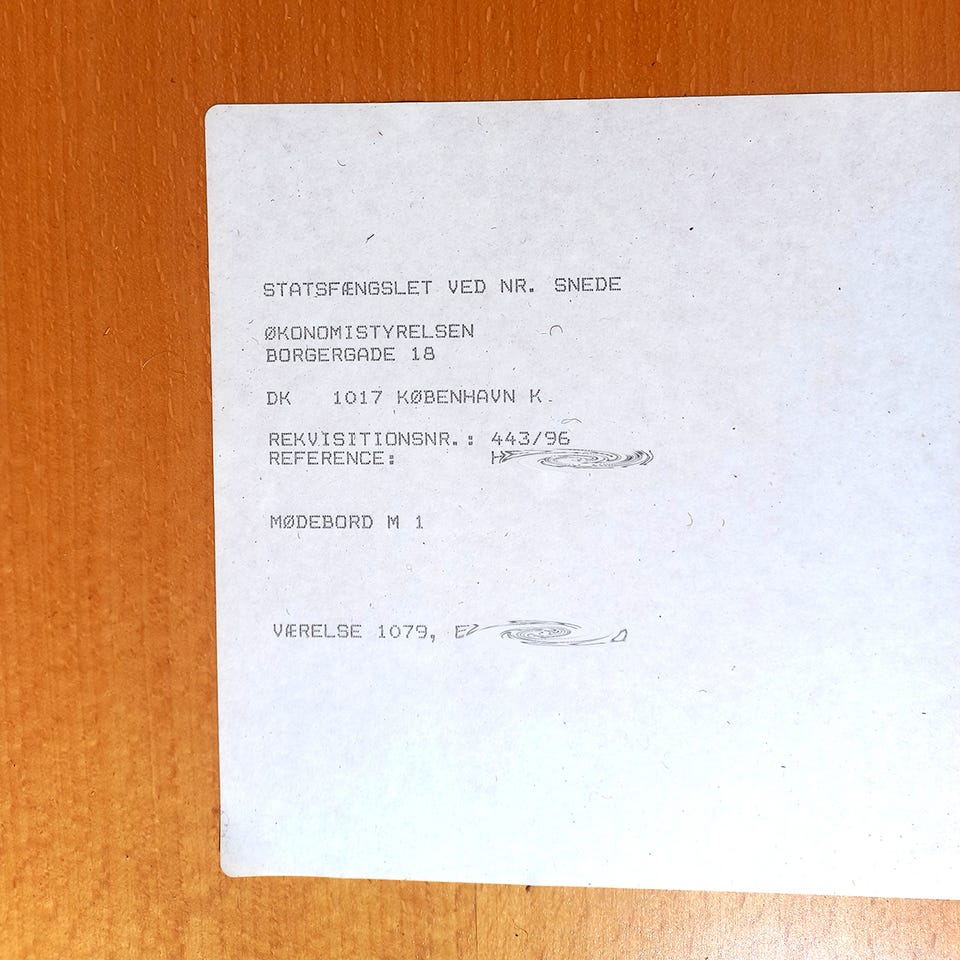 STATSFÆNGSLET VED NR. SNEDE
ØKONOMISTYRELSEN
BORGERGADE 18
DK 1017 KØBENHAVN K.
REKVISITIONSNR.: 443/96
REFERENCE:
MØDEBORD M 1
VÆRELSE 1079,